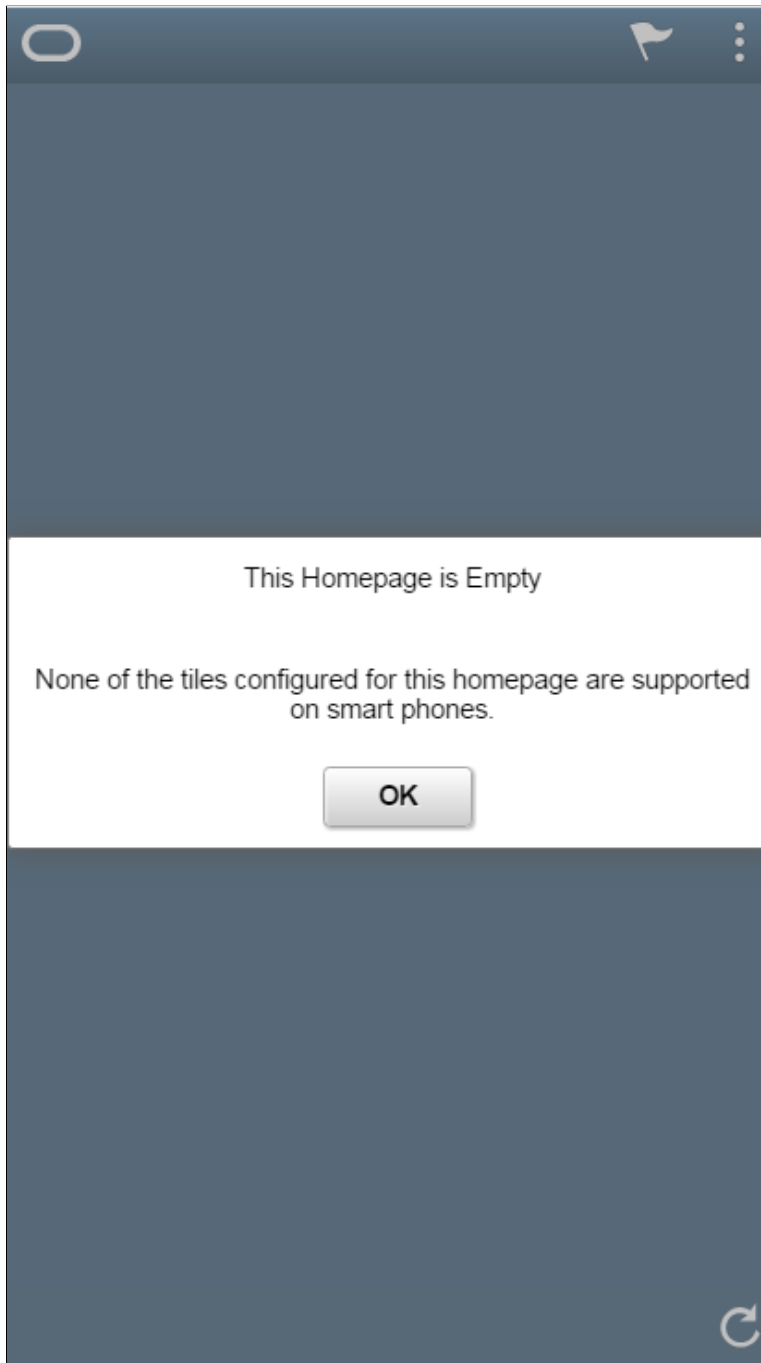 This Homepage is Empty
None of the tiles configured for this homepage are supported
on smart phones.
OK